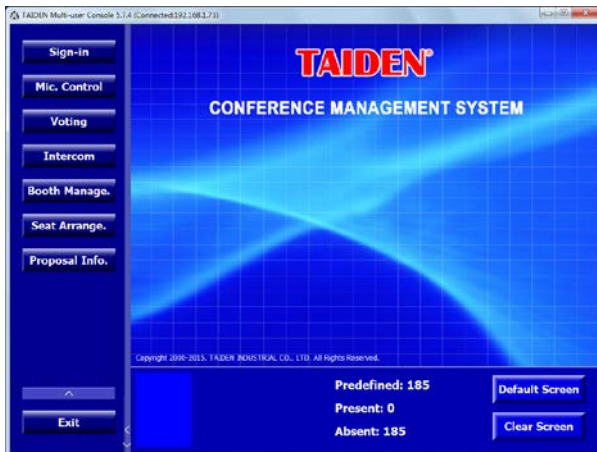 TAIDEN Multi-user Console 5.7.4 (Connected:192.168.1.73)
Sign-in
Mic. Control
Voting
Intercom
Booth Manage.
Seat Arrange.
Proposal Info.
Exit
TAIDEN®
CONFERENCE MANAGEMENT SYSTEM
Copyright 2006-2015. TAIDEN INDUSTRIAL CO., LTD. All Rights Reserved.
Predefined: 185
Present: 0
Absent: 185
Default Screen
Clear Screen